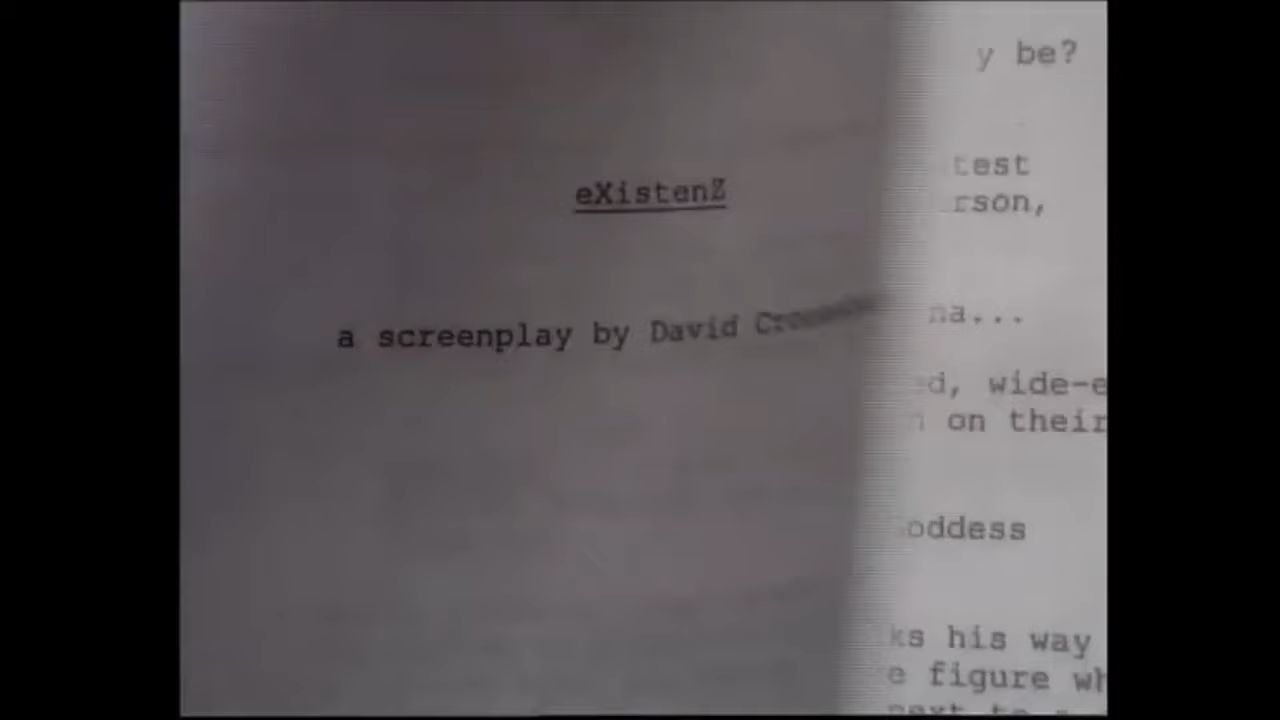 eXistenZ
a screenplay by David
y be?
test
rson,
na...
d, wide-e
on their
oddess
ks his way
e figure wh